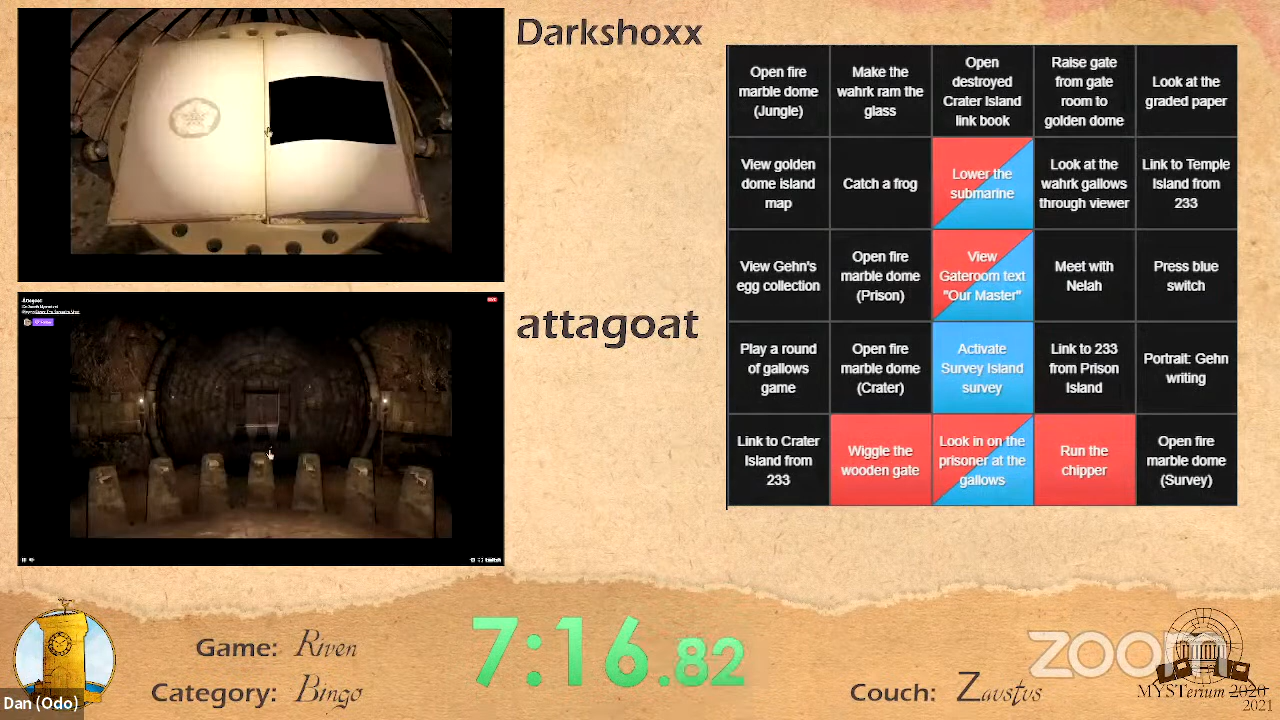 Darkshoxx
attagoat
Open fire
marble dome
(Jungle)
Make the
wahrk ram the
glass
Open
destroyed
Crater Island
link book
Raise gate
from gate
room to
golden dome
Look at the
graded paper
View golden
dome island
map
Catch a frog
Lower the
submarine
Look at the
wahrk gallows
through viewer
Link to Temple
Island from
233
View Gehn's
egg collection
Open fire
marble dome
(Prison)
View
Gateroom text
"Our Master"
Meet with
Nelah
Press blue
switch
Play a round
of gallows
game
Open fire
marble dome
(Crater)
Activate
Survey Island
survey
Link to 233
from Prison
Island
Portrait: Gehn
writing
Link to Crater
Island from
233
Wiggle the
wooden gate
Look in on the
prisoner at the
gallows
Run the
chipper
Open fire
marble dome
(Survey)
Game: Riven
Category: Bingo
7:16.82
Couch: Zaustus
zoom
MYSTerium 2020
2021
Dan (Odo)